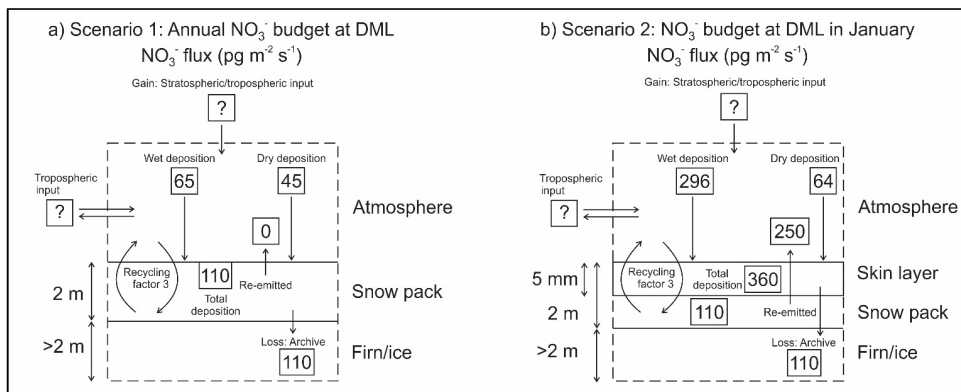 a) Scenario 1: Annual NO₃⁻ budget at DML
NO₃⁻ flux (pg m⁻² s⁻¹)
Gain: Stratospheric/tropospheric input
?
Wet deposition
65
Dry deposition
45
Tropospheric
input
?
0
Atmosphere
2 m
Recycling
factor 3
110
Total
deposition
Re-emitted
Snow pack
>2 m
Loss: Archive
110
Firn/ice
b) Scenario 2: NO₃⁻ budget at DML in January
NO₃⁻ flux (pg m⁻² s⁻¹)
Gain: Stratospheric/tropospheric input
?
Wet deposition
296
Dry deposition
64
Tropospheric
input
?
250
Atmosphere
5 mm
Recycling
factor 3
Total
deposition
360
Skin layer
2 m
110
Re-emitted
Snow pack
>2 m
Loss: Archive
110
Firn/ice